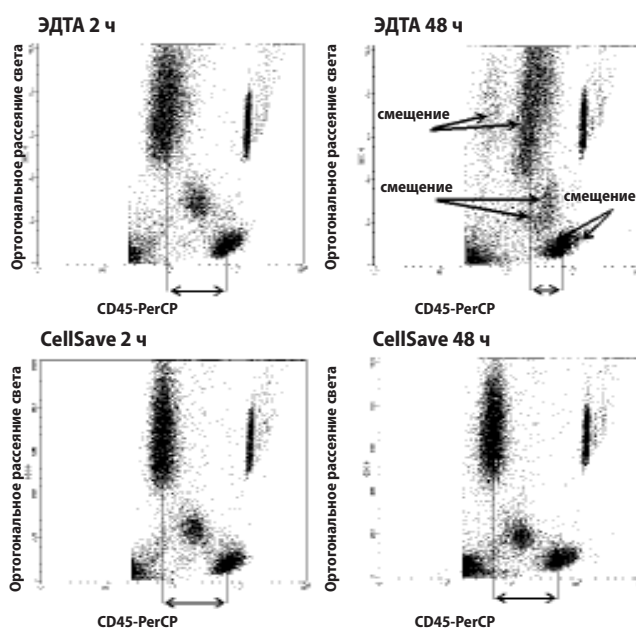 ЭДТА 2 ч
Ортогональное рассеяние света
CD45-PerCP
ЭДТА 48 ч
Ортогональное рассеяние света
смещение
смещение
смещение
CD45-PerCP
CellSave 2 ч
Ортогональное рассеяние света
CD45-PerCP
CellSave 48 ч
Ортогональное рассеяние света
CD45-PerCP